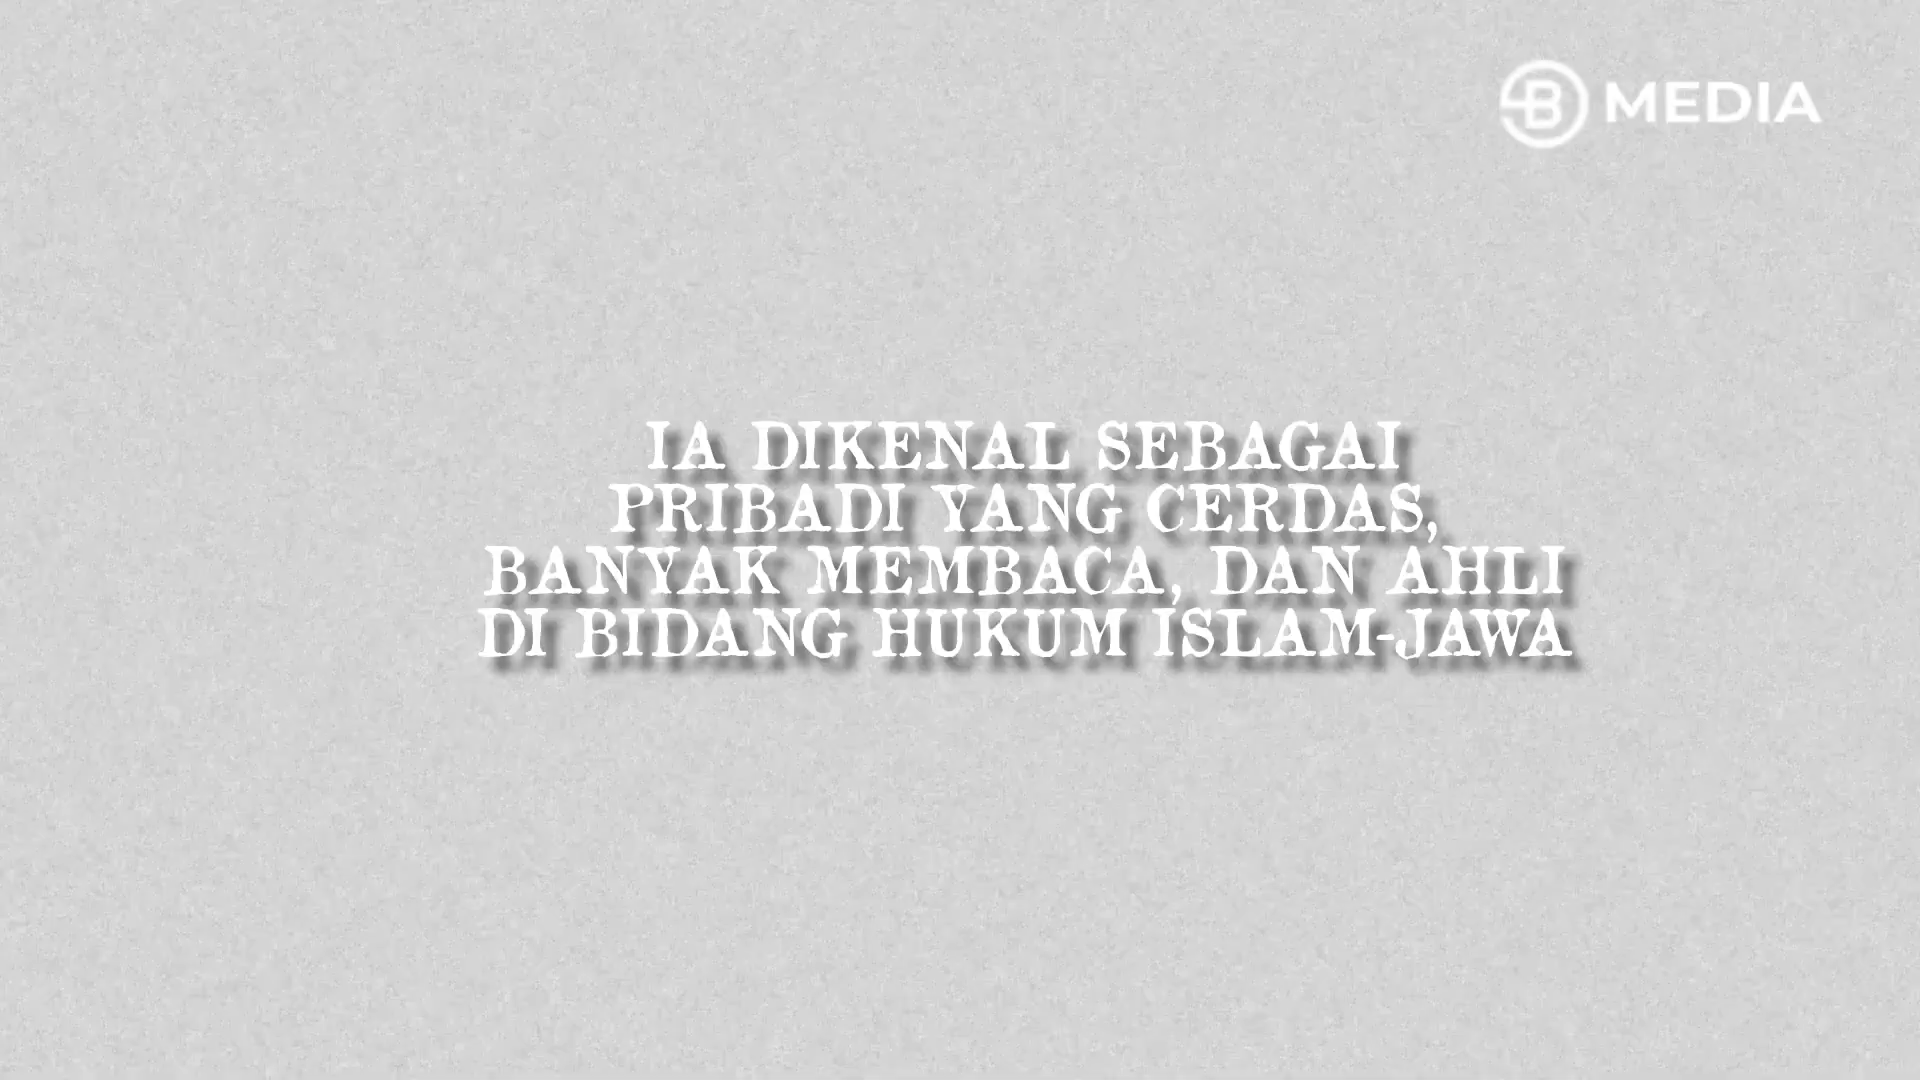 B MEDIA
IA DIKENAL SEBAGAI
PRIBADI YANG CERDAS,
BANYAK MEMBACA, DAN AHLI
DI BIDANG HUKUM ISLAM-JAWA